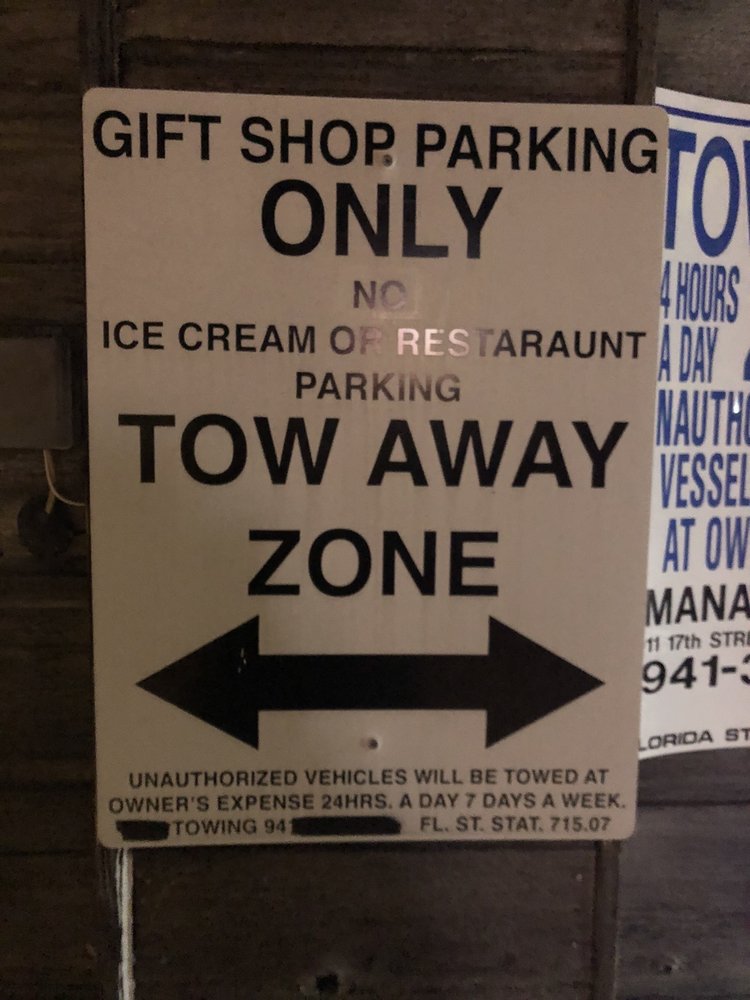 GIFT SHOP PARKING
ONLY
NO
ICE CREAM OR RESTARAUNT
PARKING
TOW AWAY
ZONE
UNAUTHORIZED VEHICLES WILL BE TOWED AT
OWNER'S EXPENSE 24HRS. A DAY 7 DAYS A WEEK.
TOWING 941 FL. ST. STAT. 715.07
TO
4 HOURS
A DAY
NAUTHO
VESSEL
AT OW
MANA
11 17th STR
941-
LORIDA ST